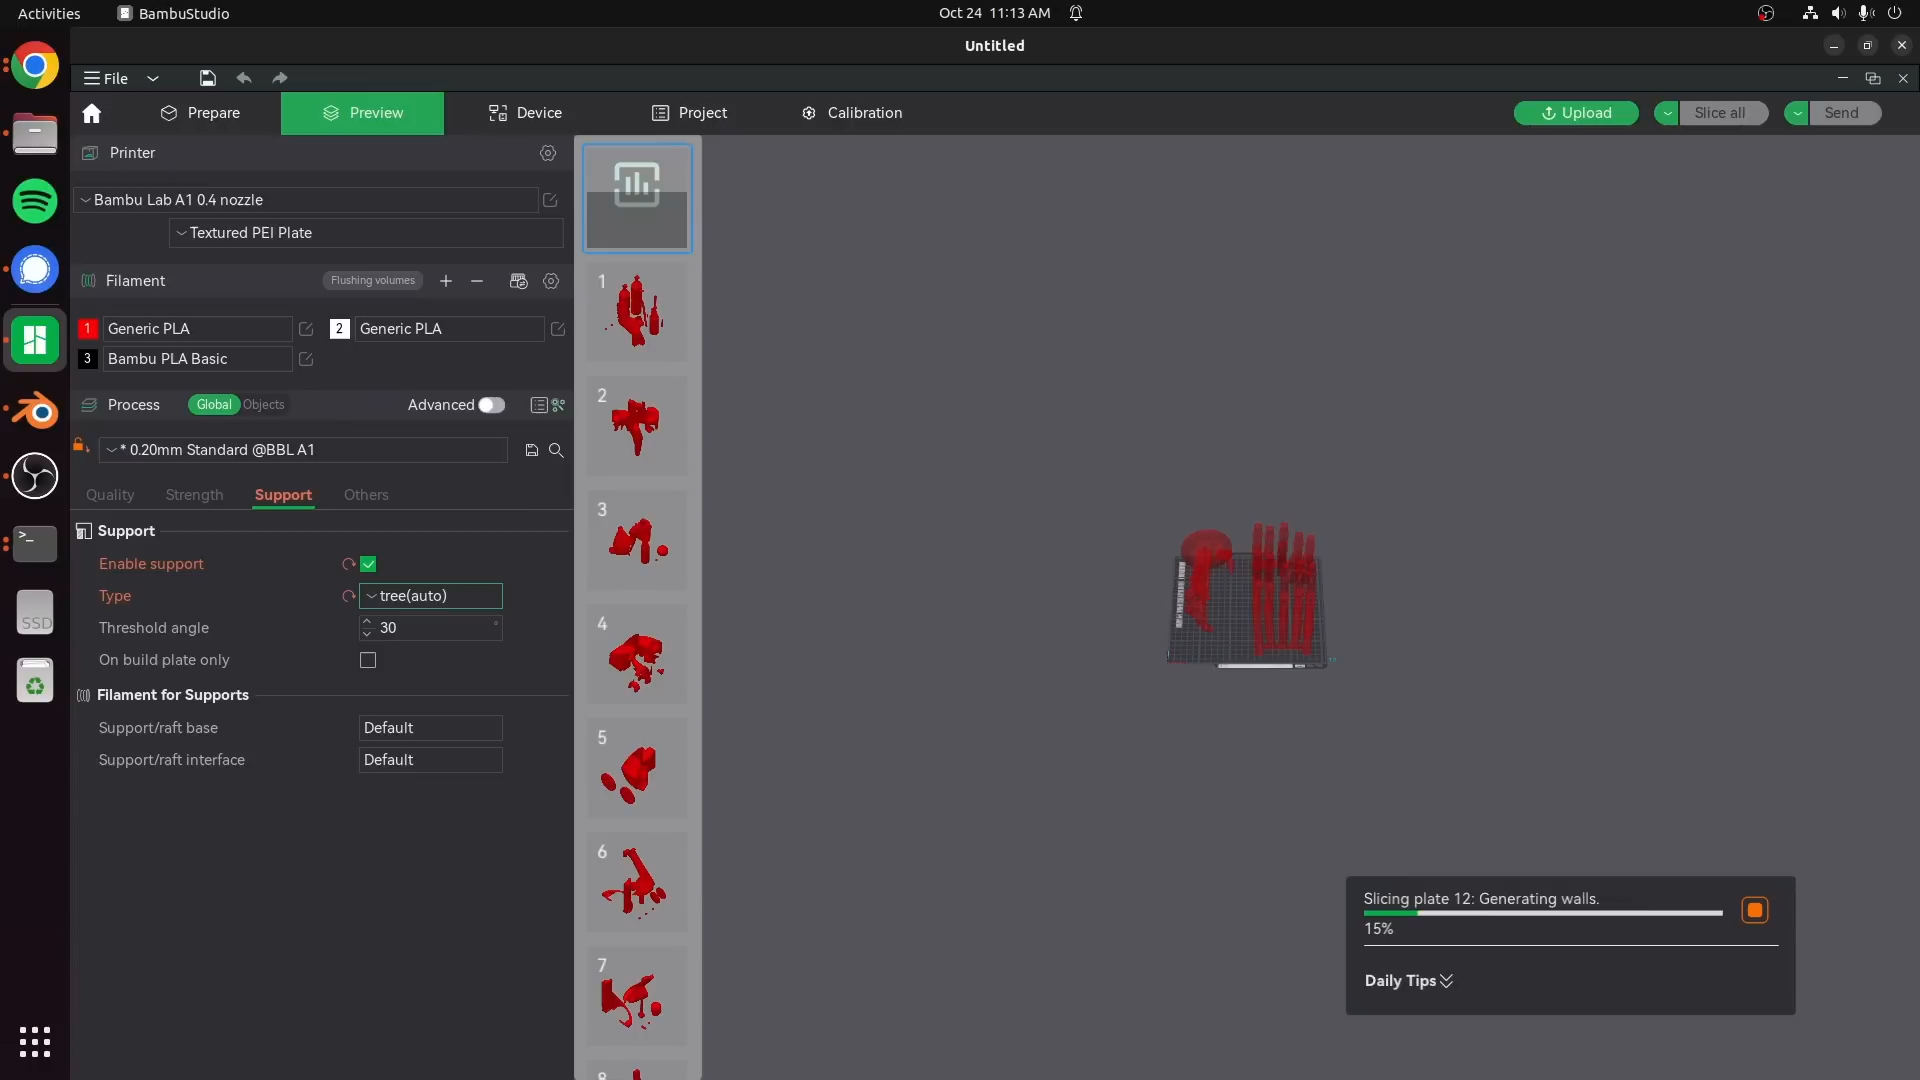 Activities BambuStudio Oct 24 11:13 AM
Untitled
File
Prepare Preview Device Project Calibration Upload Slice all Send
Printer
Bambu Lab A1 0.4 nozzle
Textured PEI Plate
Filament Flushing volumes
1 Generic PLA 2 Generic PLA
3 Bambu PLA Basic
Process Global Objects Advanced
* 0.20mm Standard @BBL A1
Quality Strength Support Others
Support
Enable support
Type tree(auto)
Threshold angle 30 °
On build plate only
Filament for Supports
Support/raft base Default
Support/raft interface Default
1
2
3
4
5
6
7
8
SSD
>_
Slicing plate 12: Generating walls.
15%
Daily Tips